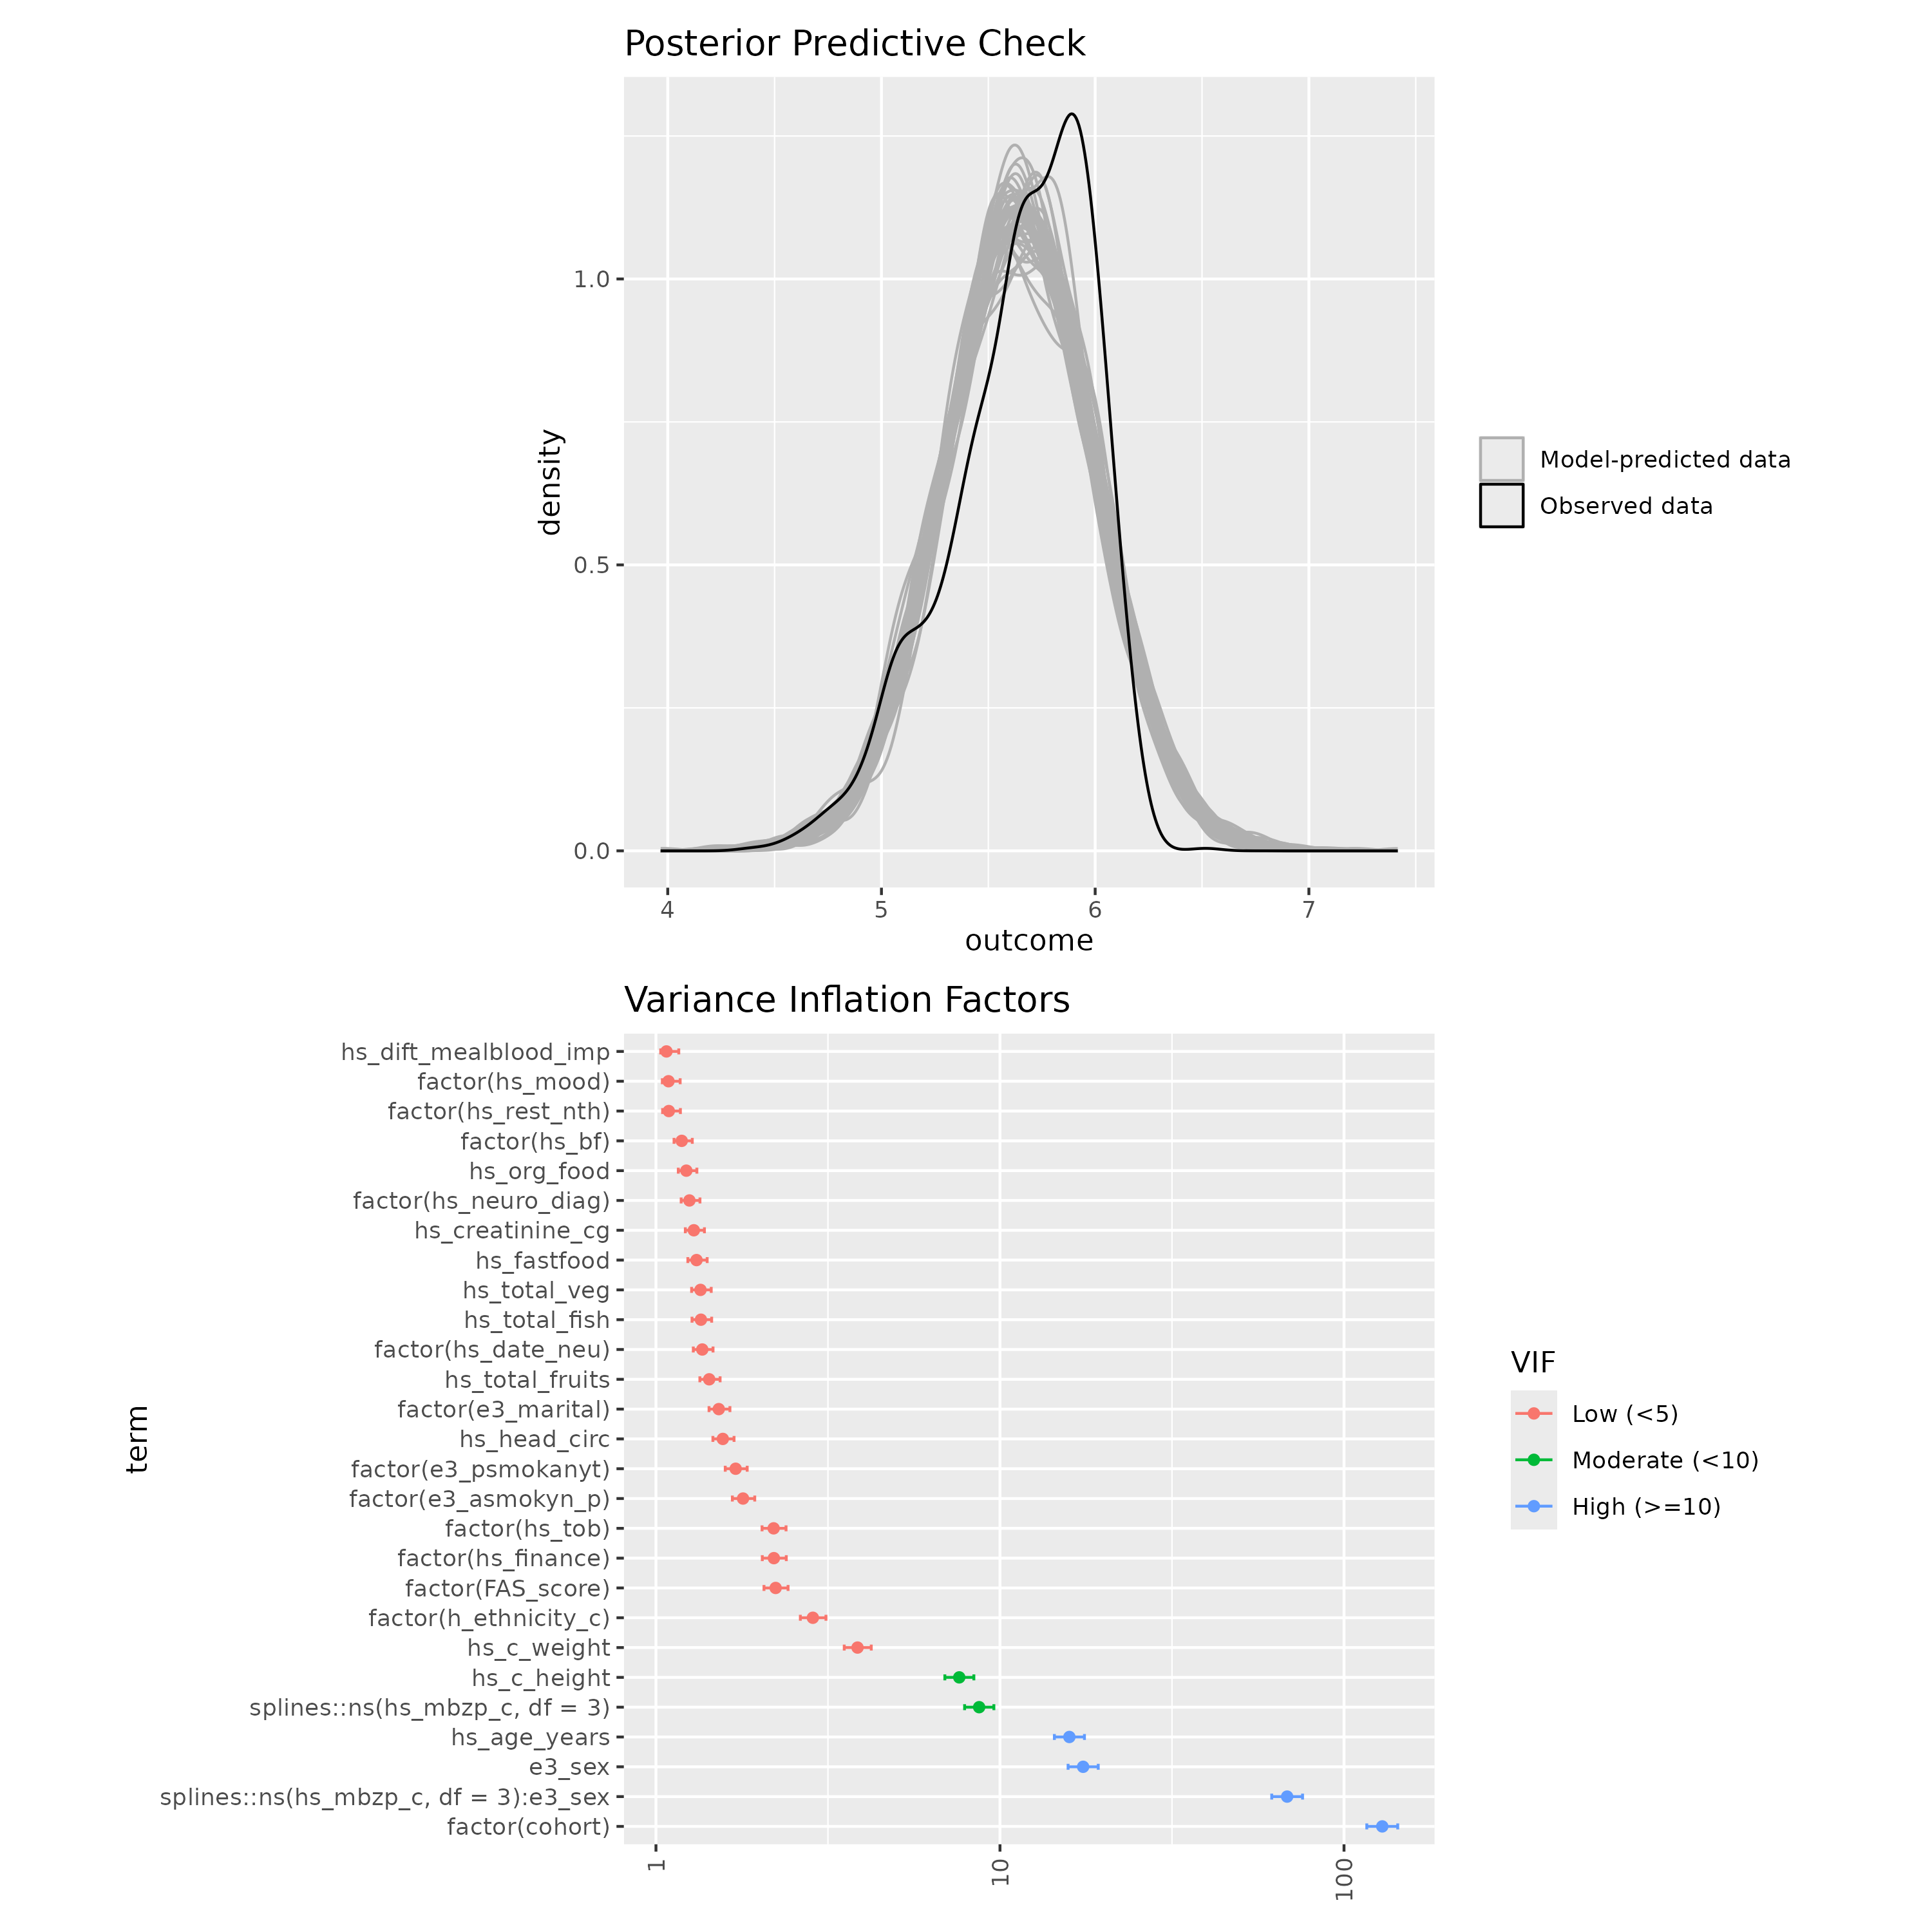 Posterior Predictive Check
density
1.0
0.5
0.0
4 5 6 7
outcome
Model-predicted data
Observed data
Variance Inflation Factors
term
hs_dift_mealblood_imp
factor(hs_mood)
factor(hs_rest_nth)
factor(hs_bf)
hs_org_food
factor(hs_neuro_diag)
hs_creatinine_cg
hs_fastfood
hs_total_veg
hs_total_fish
factor(hs_date_neu)
hs_total_fruits
factor(e3_marital)
hs_head_circ
factor(e3_psmokanyt)
factor(e3_asmokyn_p)
factor(hs_tob)
factor(hs_finance)
factor(FAS_score)
factor(h_ethnicity_c)
hs_c_weight
hs_c_height
splines::ns(hs_mbzp_c, df = 3)
hs_age_years
e3_sex
splines::ns(hs_mbzp_c, df = 3):e3_sex
factor(cohort)
1 10 100
VIF
Low (<5)
Moderate (<10)
High (>=10)